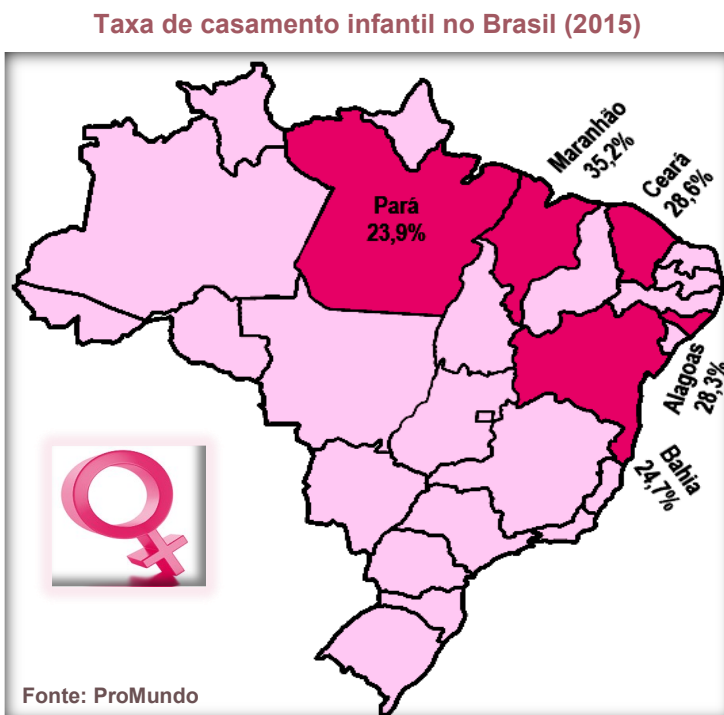 Taxa de casamento infantil no Brasil (2015)
Maranhão
35,2%
Ceará
28,6%
Pará
23,9%
Alagoas
28,3%
Bahia
24,7%
Fonte: ProMundo